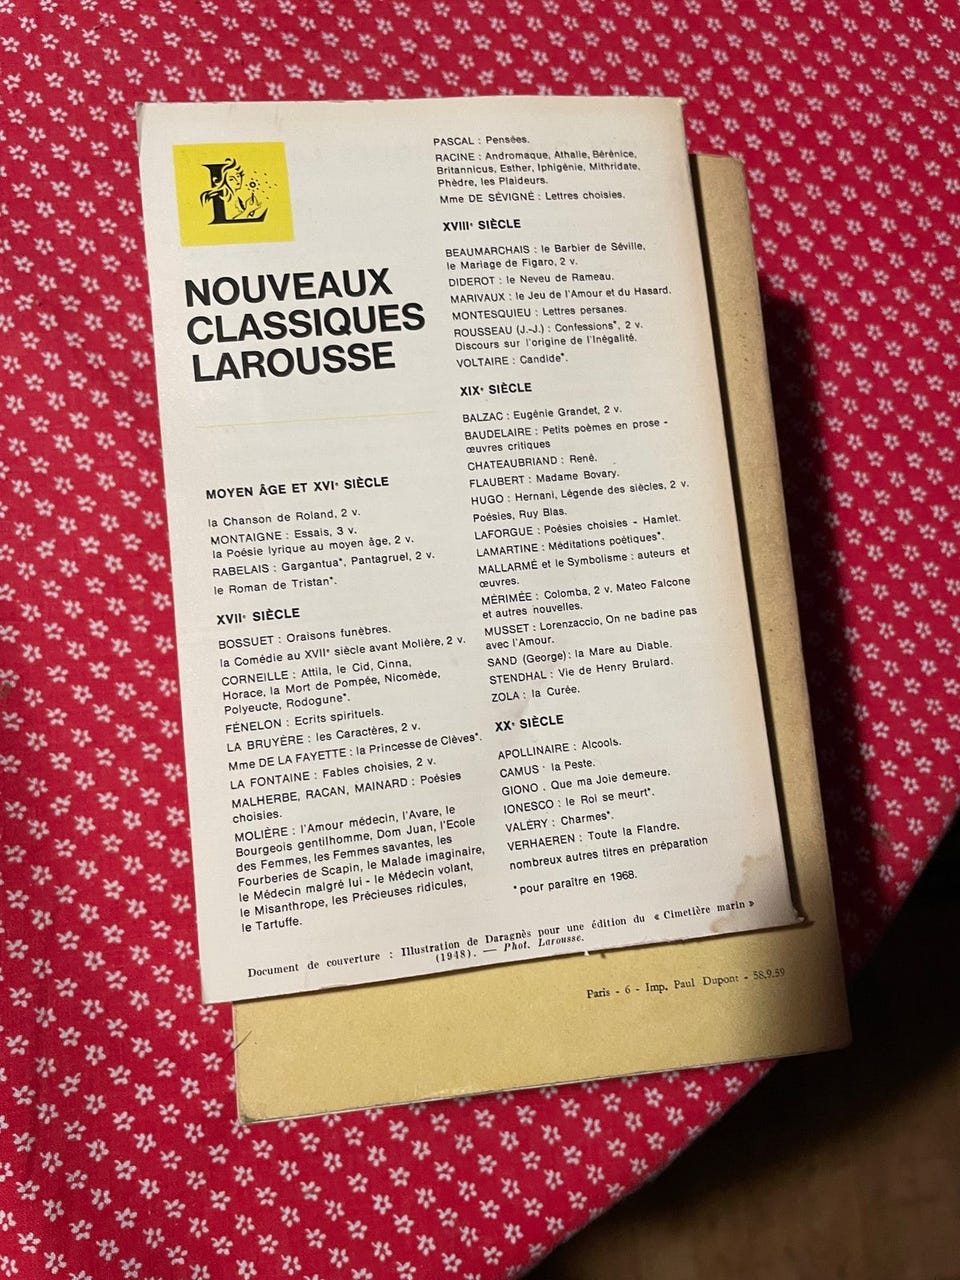 L
NOUVEAUX
CLASSIQUES
LAROUSSE
MOYEN ÂGE ET XVIᵉ SIÈCLE
la Chanson de Roland, 2 v.
MONTAIGNE : Essais, 3 v.
la Poésie lyrique au moyen âge, 2 v.
RABELAIS : Gargantua*, Pantagruel, 2 v.
le Roman de Tristan*.
XVIIᵉ SIÈCLE
BOSSUET : Oraisons funèbres.
la Comédie au XVIIᵉ siècle avant Molière, 2 v.
CORNEILLE : Attila, le Cid, Cinna,
Horace, la Mort de Pompée, Nicomède,
Polyeucte, Rodogune*.
FÉNELON : Ecrits spirituels.
LA BRUYÈRE : les Caractères, 2 v.
Mme DE LA FAYETTE : la Princesse de Clèves*.
LA FONTAINE : Fables choisies, 2 v.
MALHERBE, RACAN, MAINARD : Poésies
choisies.
MOLIÈRE : l'Amour médecin, l'Avare, le
Bourgeois gentilhomme, Dom Juan, l'Ecole
des Femmes, les Femmes savantes, les
Fourberies de Scapin, le Malade imaginaire,
le Médecin malgré lui - le Médecin volant,
le Misanthrope, les Précieuses ridicules,
le Tartuffe.
PASCAL : Pensées.
RACINE : Andromaque, Athalie, Bérénice,
Britannicus, Esther, Iphigénie, Mithridate,
Phèdre, les Plaideurs.
Mme DE SÉVIGNÉ : Lettres choisies.
XVIIIᵉ SIÈCLE
BEAUMARCHAIS : le Barbier de Séville,
le Mariage de Figaro, 2 v.
DIDEROT : le Neveu de Rameau.
MARIVAUX : le Jeu de l'Amour et du Hasard.
MONTESQUIEU : Lettres persanes.
ROUSSEAU (J.-J.) : Confessions*, 2 v.
Discours sur l'origine de l'Inégalité.
VOLTAIRE : Candide*.
XIXᵉ SIÈCLE
BALZAC : Eugénie Grandet, 2 v.
BAUDELAIRE : Petits poèmes en prose -
œuvres critiques
CHATEAUBRIAND : René.
FLAUBERT : Madame Bovary.
HUGO : Hernani, Légende des siècles, 2 v.
Poésies, Ruy Blas.
LAFORGUE : Poésies choisies - Hamlet.
LAMARTINE : Méditations poétiques*.
MALLARMÉ et le Symbolisme : auteurs et
œuvres.
MÉRIMÉE : Colomba, 2 v. Mateo Falcone
et autres nouvelles.
MUSSET : Lorenzaccio, On ne badine pas
avec l'Amour.
SAND (George) : la Mare au Diable.
STENDHAL : Vie de Henry Brulard.
ZOLA : la Curée.
XXᵉ SIÈCLE
APOLLINAIRE : Alcools.
CAMUS : la Peste.
GIONO . Que ma Joie demeure.
IONESCO : le Roi se meurt*.
VALÉRY : Charmes*.
VERHAEREN : Toute la Flandre.
nombreux autres titres en préparation
*pour paraître en 1968.
Document de couverture : Illustration de Daragnès pour une édition du « Cimetière marin »
(1948). — Phot. Larousse.
Paris - 6 - Imp. Paul Dupont - 58.9.59